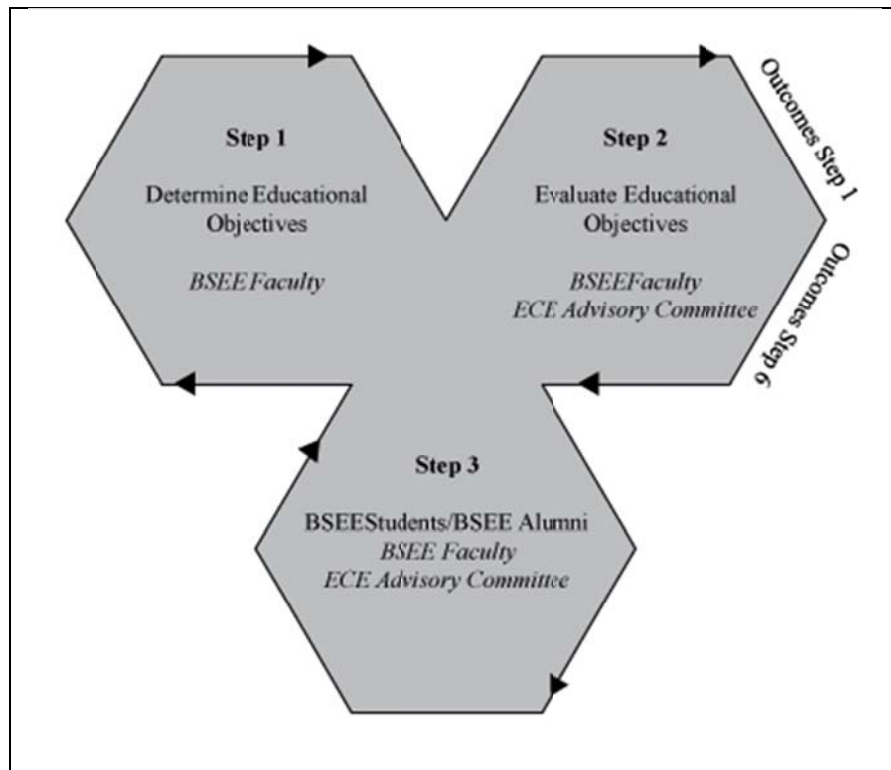 Step 1
Determine Educational
Objectives
BSEE Faculty
Step 2
Evaluate Educational
Objectives
BSEEFaculty
ECE Advisory Committee
Outcomes Step 1
Outcomes Step 6
Step 3
BSEEStudents/BSEE Alumni
BSEE Faculty
ECE Advisory Committee